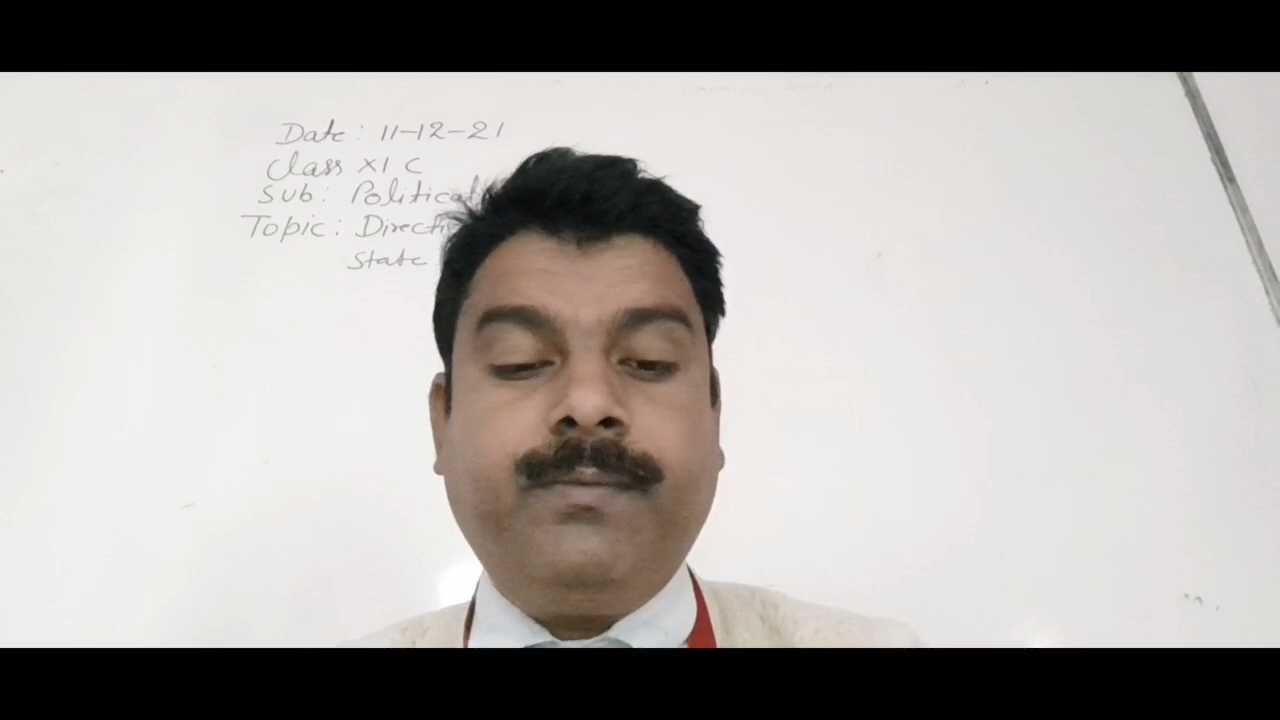 Date: 11-12-21
Class XI C
Sub: Political
Topic: Directi
State